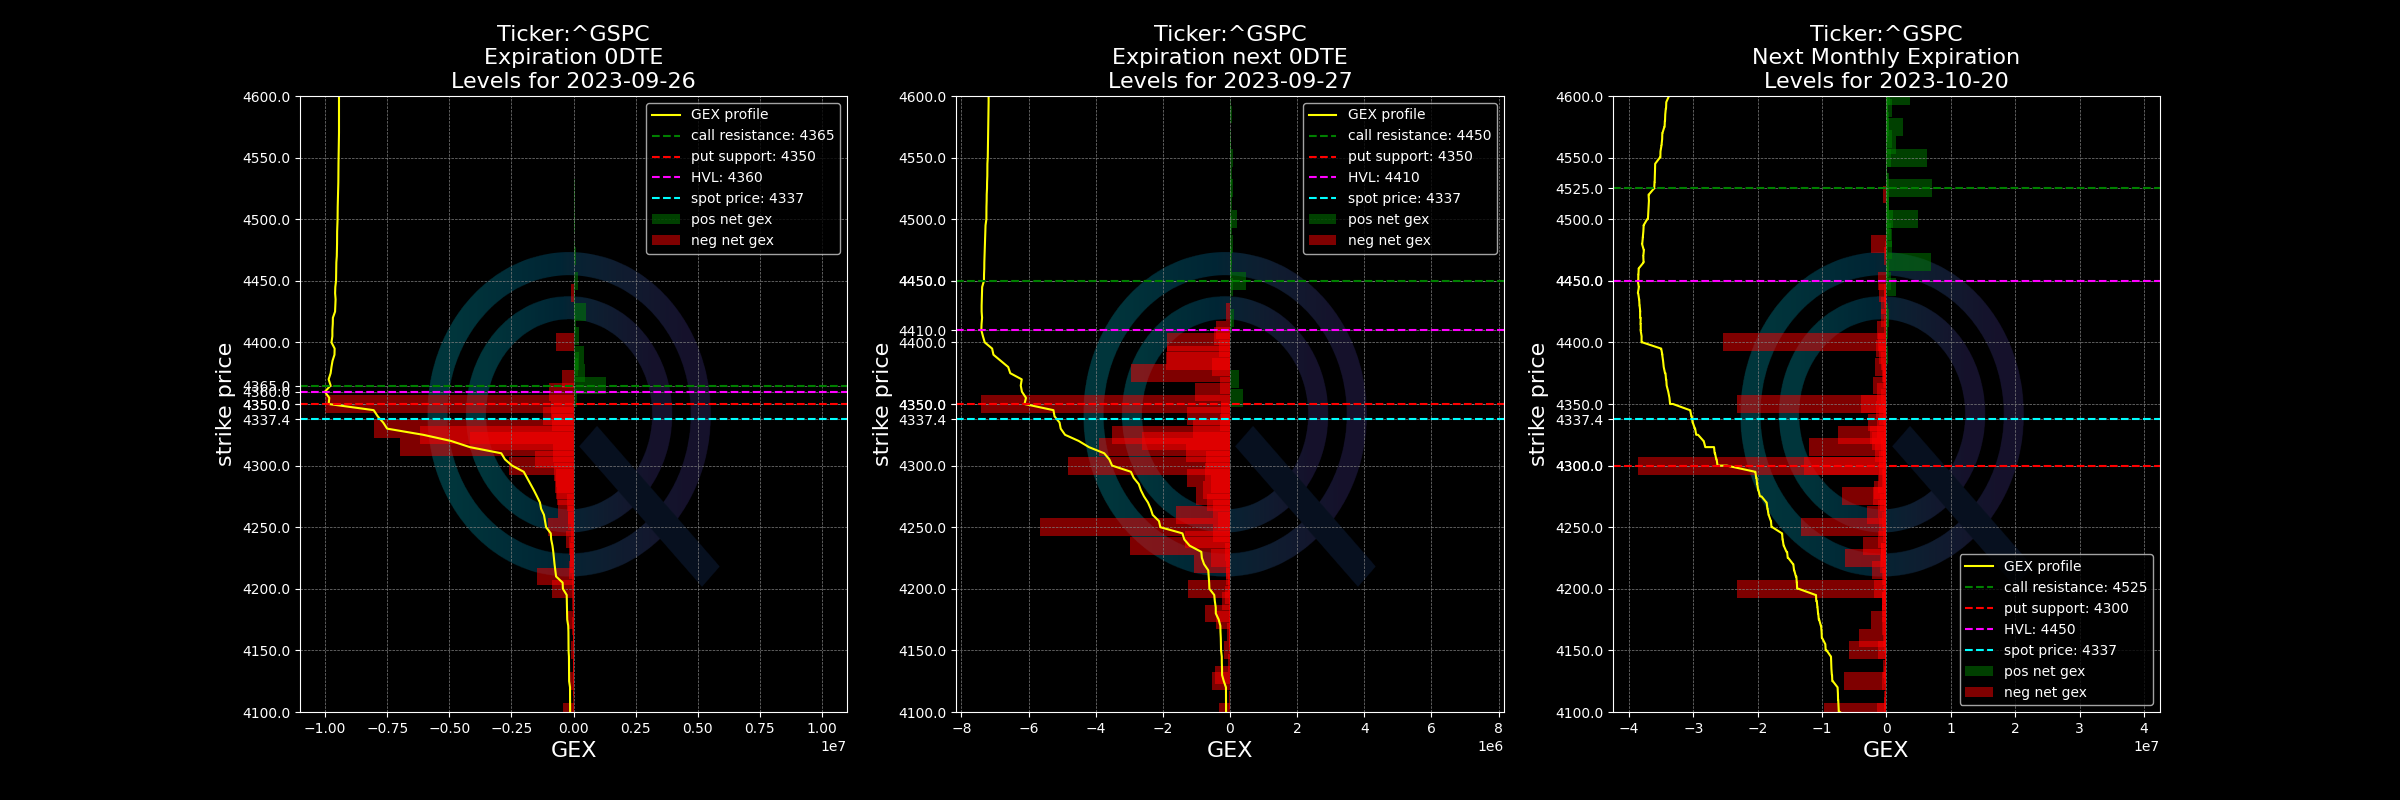 Ticker:^GSPC
Expiration 0DTE
Levels for 2023-09-26
4600.0
4550.0
4500.0
4450.0
4400.0
4365.0
4360.0
4350.0
4337.4
4300.0
4250.0
4200.0
4150.0
4100.0
strike price
GEX profile
call resistance: 4365
put support: 4350
HVL: 4360
spot price: 4337
pos net gex
neg net gex
−1.00 −0.75 −0.50 −0.25 0.00 0.25 0.50 0.75 1.00
1e7
GEX
Ticker:^GSPC
Expiration next 0DTE
Levels for 2023-09-27
4600.0
4550.0
4500.0
4450.0
4410.0
4400.0
4350.0
4337.4
4300.0
4250.0
4200.0
4150.0
4100.0
strike price
GEX profile
call resistance: 4450
put support: 4350
HVL: 4410
spot price: 4337
pos net gex
neg net gex
−8 −6 −4 −2 0 2 4 6 8
1e6
GEX
Ticker:^GSPC
Next Monthly Expiration
Levels for 2023-10-20
4600.0
4550.0
4525.0
4500.0
4450.0
4400.0
4350.0
4337.4
4300.0
4250.0
4200.0
4150.0
4100.0
strike price
GEX profile
call resistance: 4525
put support: 4300
HVL: 4450
spot price: 4337
pos net gex
neg net gex
−4 −3 −2 −1 0 1 2 3 4
1e7
GEX